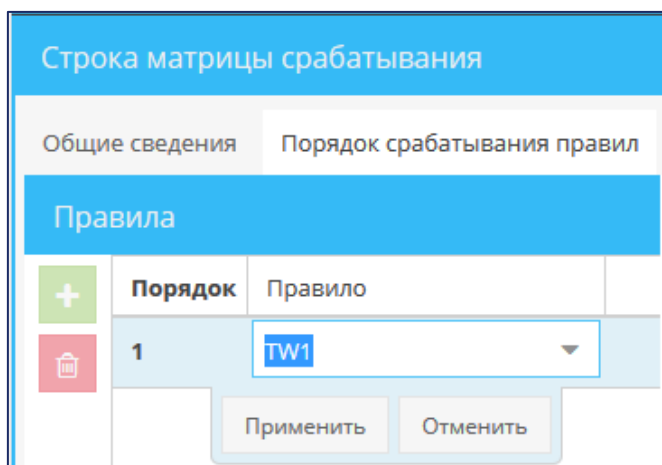 Строка матрицы срабатывания
Общие сведения Порядок срабатывания правил
Правила
Порядок Правило
1 TW1
Применить Отменить